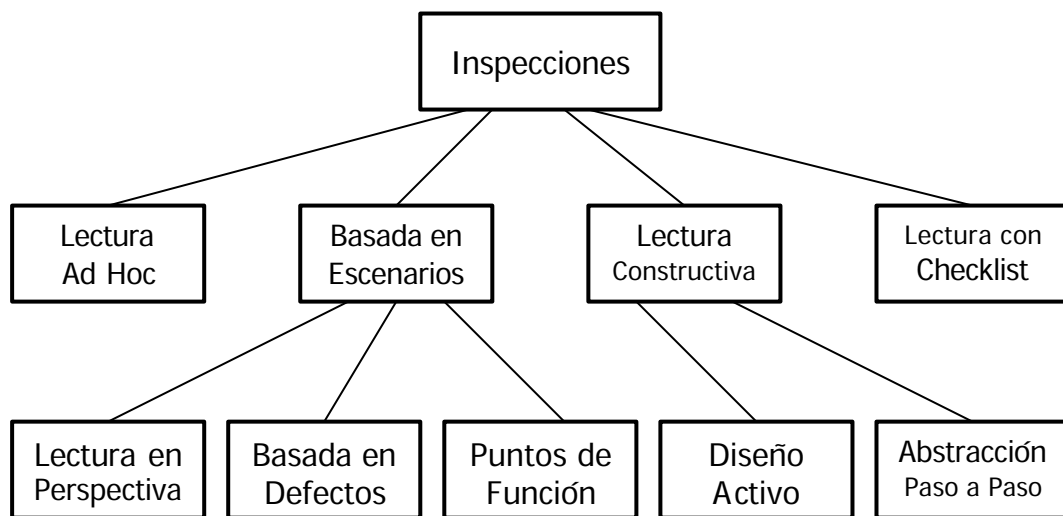 Inspecciones
Lectura
Ad Hoc
Basada en
Escenarios
Lectura
Constructiva
Lectura con
Checklist
Lectura en
Perspectiva
Basada en
Defectos
Puntos de
Función
Diseño
Activo
Abstracción
Paso a Paso